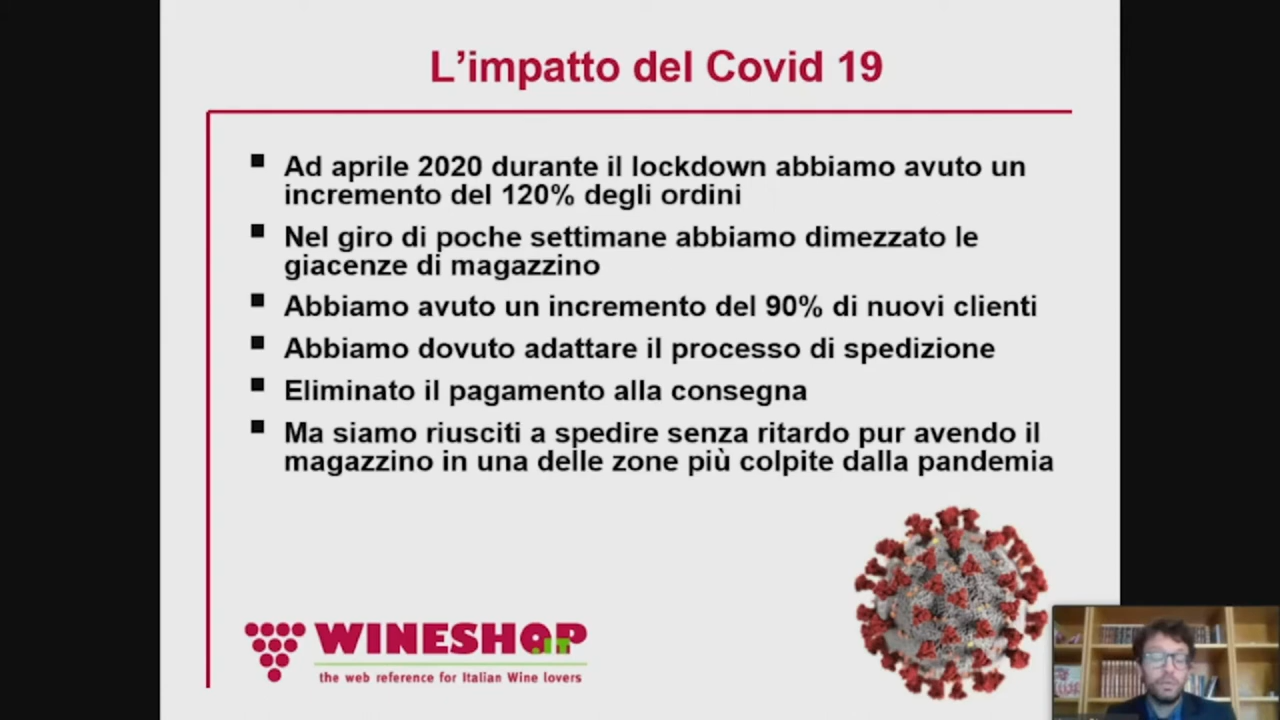 L'impatto del Covid 19
Ad aprile 2020 durante il lockdown abbiamo avuto un
incremento del 120% degli ordini
Nel giro di poche settimane abbiamo dimezzato le
giacenze di magazzino
Abbiamo avuto un incremento del 90% di nuovi clienti
Abbiamo dovuto adattare il processo di spedizione
Eliminato il pagamento alla consegna
Ma siamo riusciti a spedire senza ritardo pur avendo il
magazzino in una delle zone più colpite dalla pandemia
WINESHOP
.IT
the web reference for Italian Wine lovers